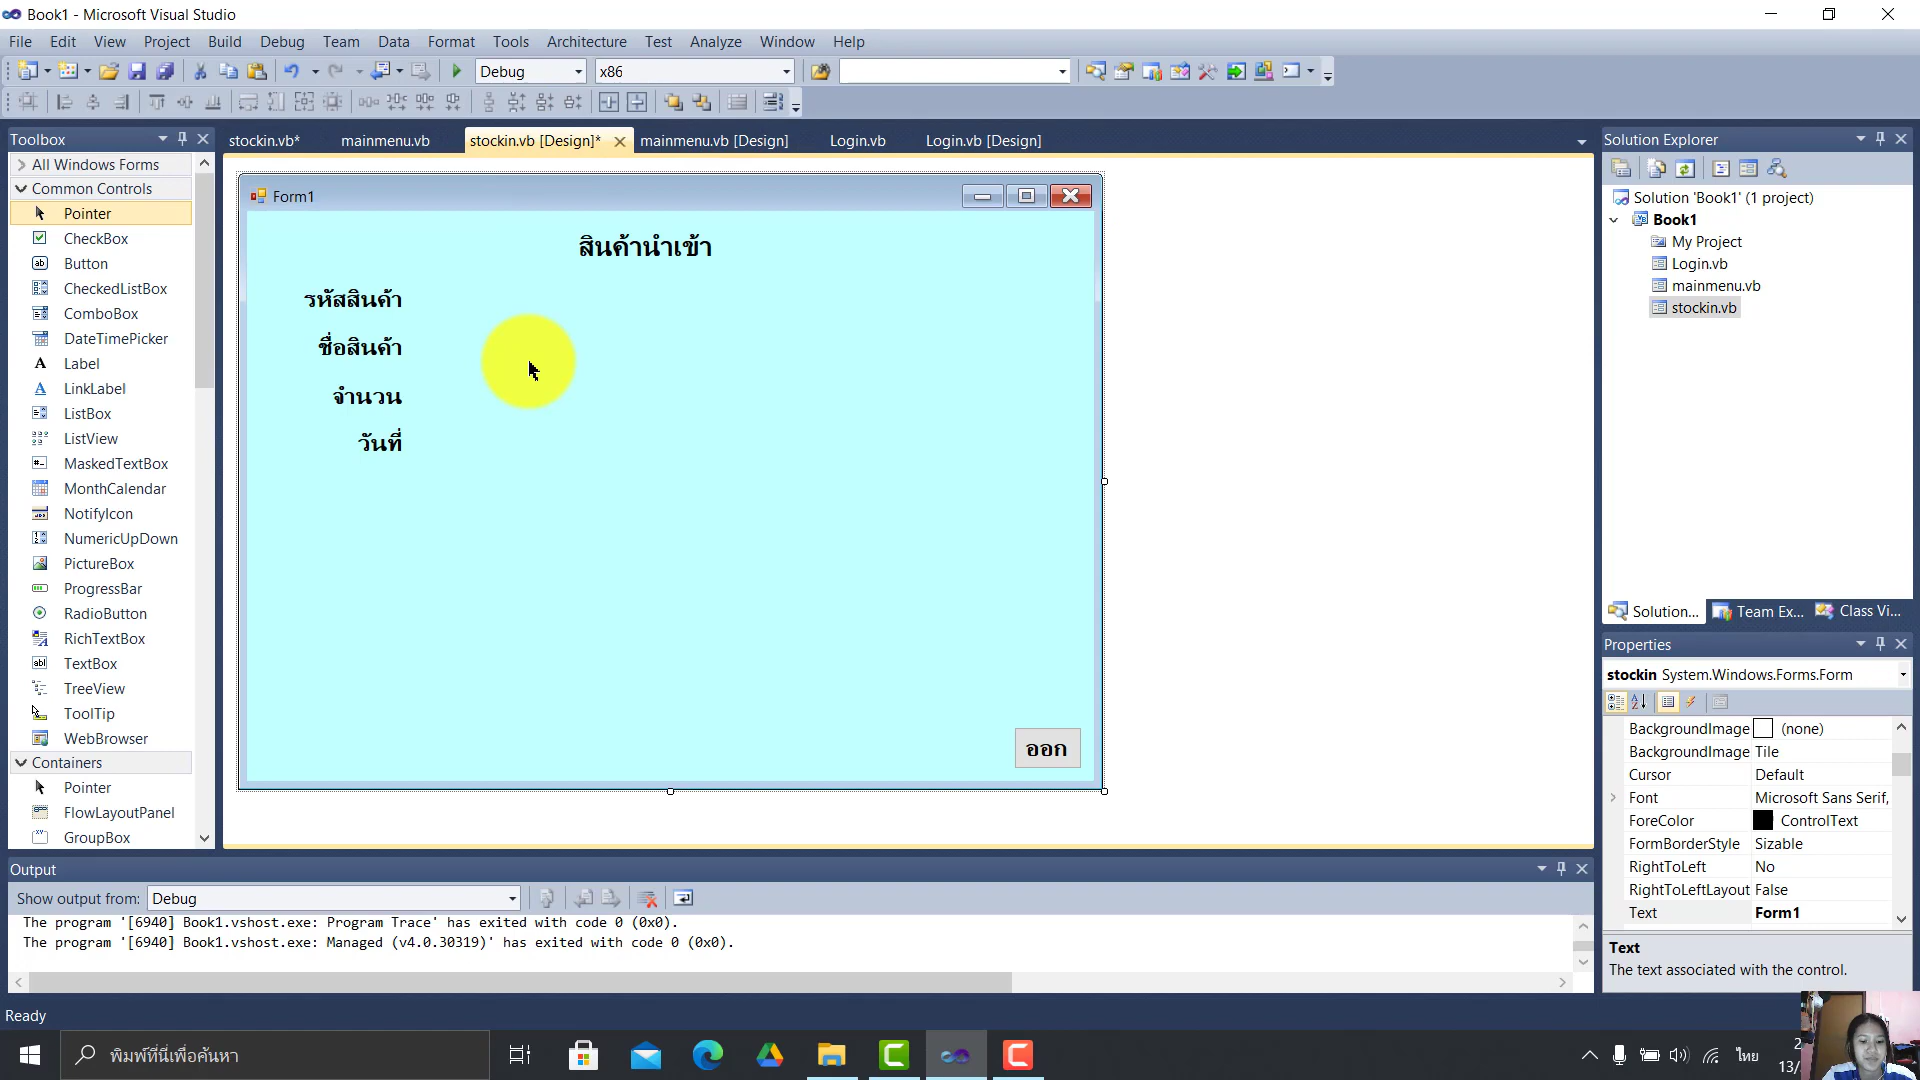 Book1 - Microsoft Visual Studio
File Edit View Project Build Debug Team Data Format Tools Architecture Test Analyze Window Help
Debug x86
Toolbox
stockin.vb* mainmenu.vb stockin.vb [Design]* mainmenu.vb [Design] Login.vb Login.vb [Design]
All Windows Forms
Common Controls
Pointer
CheckBox
Button
CheckedListBox
ComboBox
DateTimePicker
Label
LinkLabel
ListBox
ListView
MaskedTextBox
MonthCalendar
NotifyIcon
NumericUpDown
PictureBox
ProgressBar
RadioButton
RichTextBox
TextBox
TreeView
ToolTip
WebBrowser
Containers
Pointer
FlowLayoutPanel
GroupBox
Form1
สินค้านำเข้า
รหัสสินค้า
ชื่อสินค้า
จำนวน
วันที่
ออก
Solution Explorer
Solution 'Book1' (1 project)
Book1
My Project
Login.vb
mainmenu.vb
stockin.vb
Solution... Team Ex... Class Vi...
Properties
stockin System.Windows.Forms.Form
BackgroundImage (none)
BackgroundImage Tile
Cursor Default
Font Microsoft Sans Serif,
ForeColor ControlText
FormBorderStyle Sizable
RightToLeft No
RightToLeftLayout False
Text Form1
Text
The text associated with the control.
Output
Show output from: Debug
The program '[6940] Book1.vshost.exe: Program Trace' has exited with code 0 (0x0).
The program '[6940] Book1.vshost.exe: Managed (v4.0.30319)' has exited with code 0 (0x0).
Ready
พิมพ์ที่นี่เพื่อค้นหา
ไทย